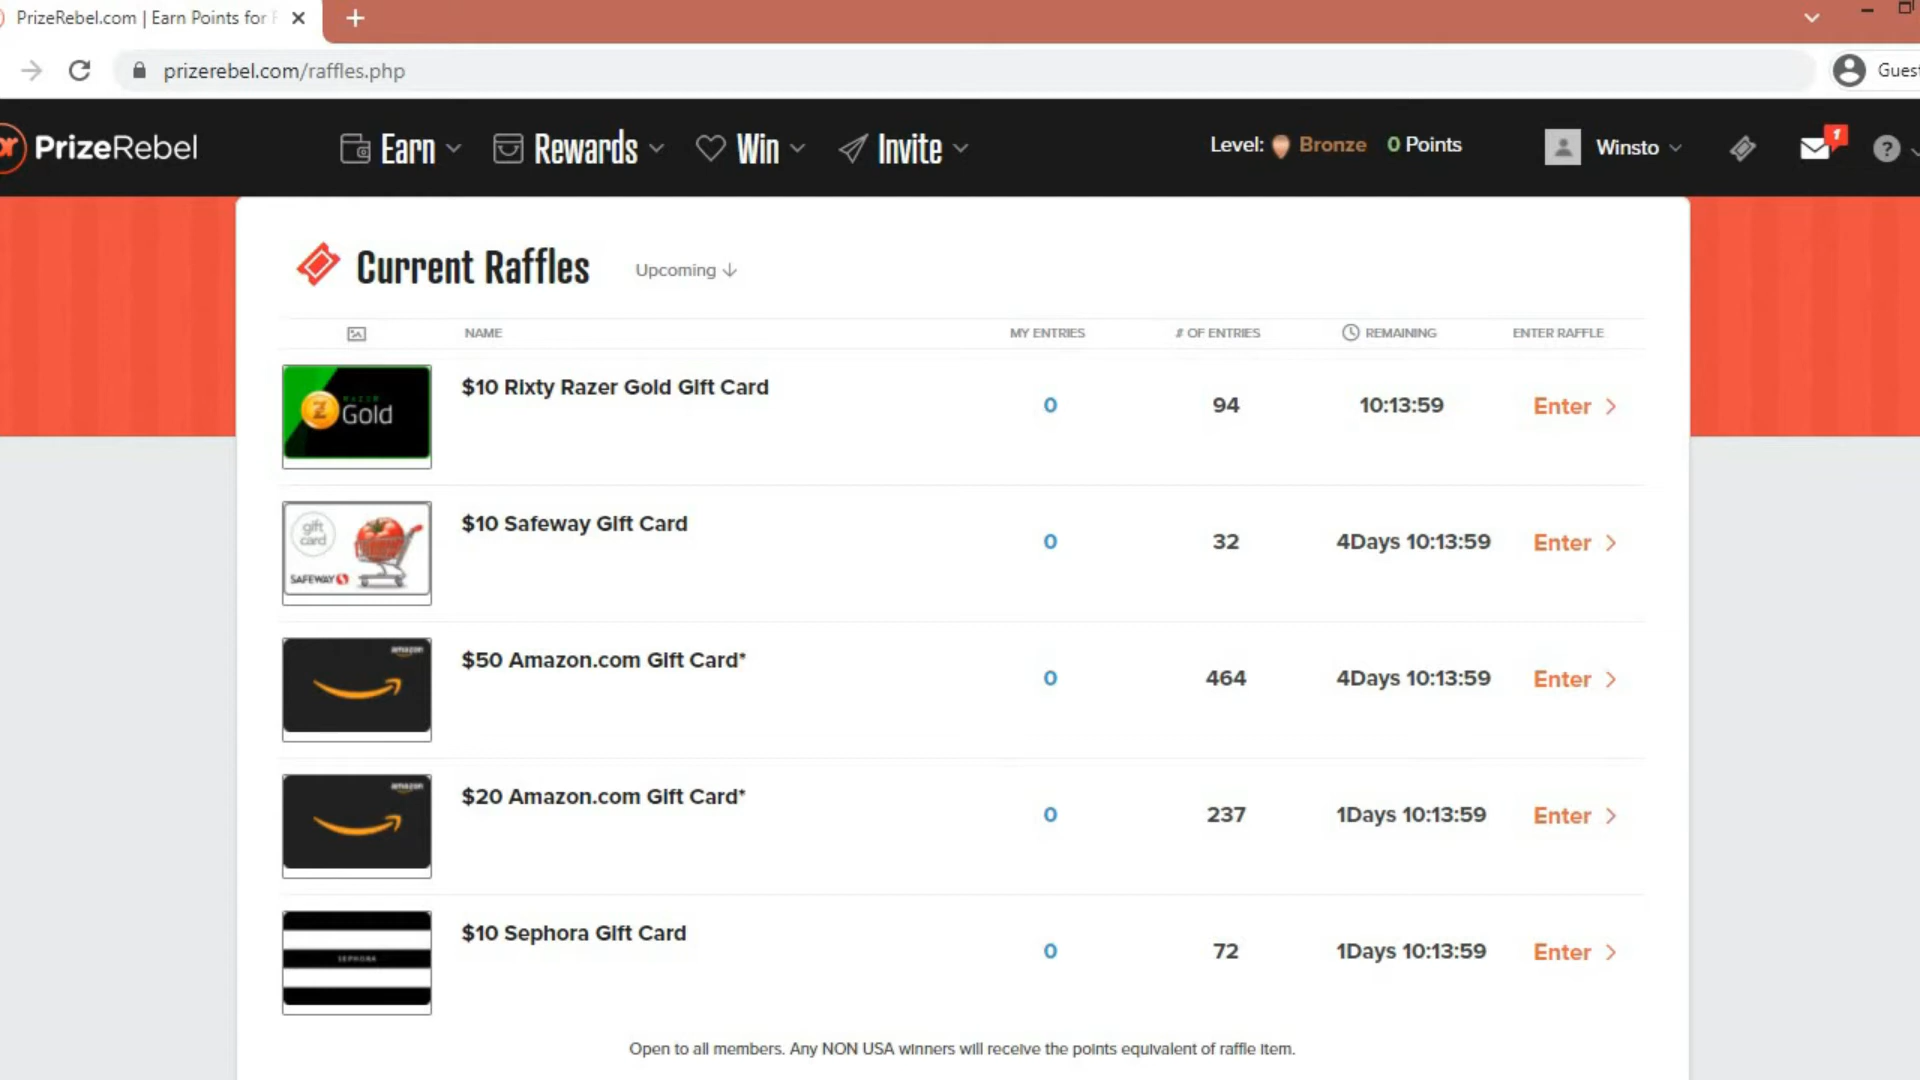 PrizeRebel.com | Earn Points for
prizerebel.com/raffles.php
Guest
PrizeRebel
Earn
Rewards
Win
Invite
Level: Bronze 0 Points
Winsto
1
?
Current Raffles
Upcoming
NAME
MY ENTRIES
# OF ENTRIES
REMAINING
ENTER RAFFLE
RAZER
Gold
$10 Rixty Razer Gold Gift Card
0
94
10:13:59
Enter
gift
card
SAFEWAY
$10 Safeway Gift Card
0
32
4Days 10:13:59
Enter
amazon
$50 Amazon.com Gift Card*
0
464
4Days 10:13:59
Enter
amazon
$20 Amazon.com Gift Card*
0
237
1Days 10:13:59
Enter
SEPHORA
$10 Sephora Gift Card
0
72
1Days 10:13:59
Enter
Open to all members. Any NON USA winners will receive the points equivalent of raffle item.